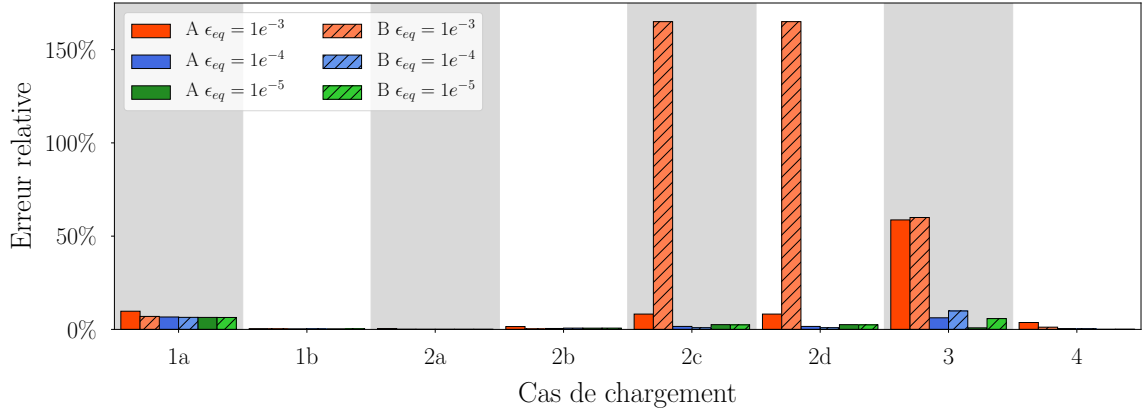 A ϵ_eq = 1e^−3 B ϵ_eq = 1e^−3
A ϵ_eq = 1e^−4 B ϵ_eq = 1e^−4
A ϵ_eq = 1e^−5 B ϵ_eq = 1e^−5
Erreur relative
150%
100%
50%
0%
1a 1b 2a 2b 2c 2d 3 4
Cas de chargement